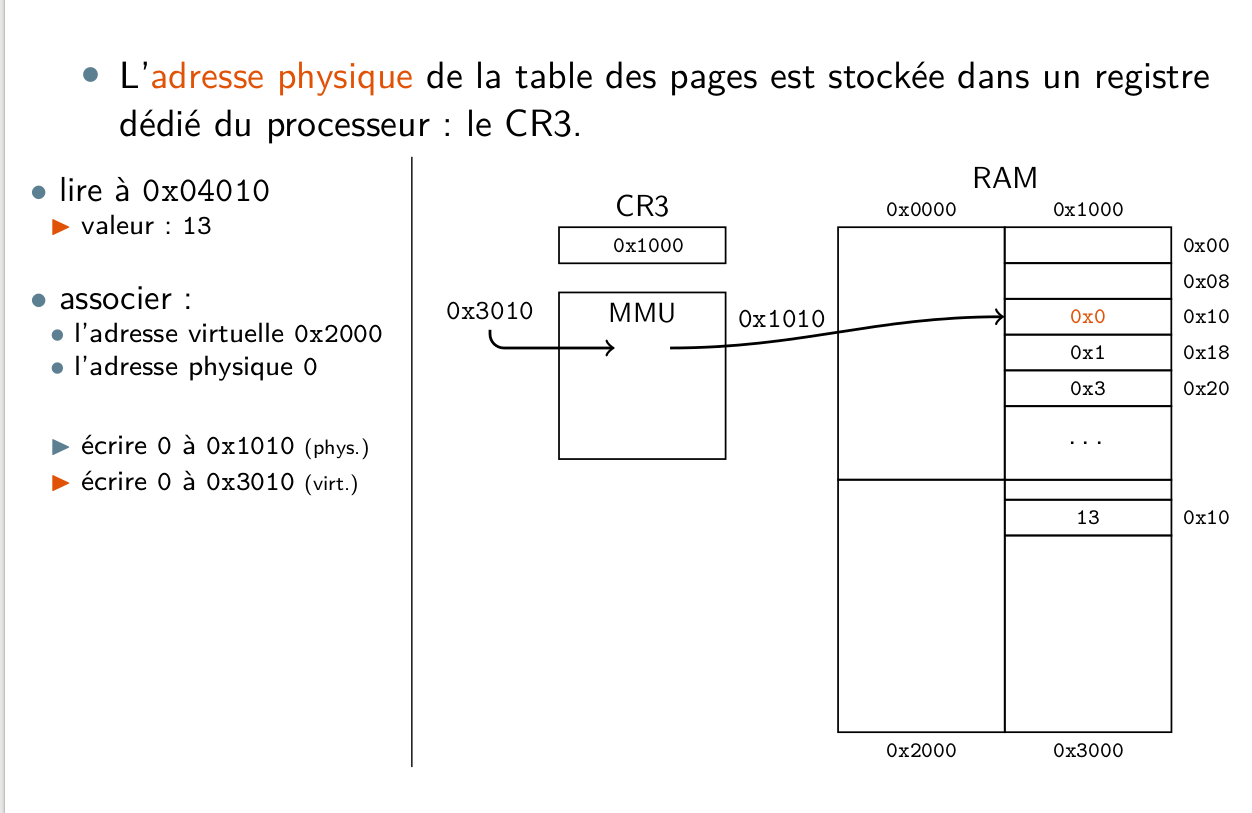 • L'adresse physique de la table des pages est stockée dans un registre
dédié du processeur : le CR3.
• lire à 0x04010
▶ valeur : 13
• associer :
• l'adresse virtuelle 0x2000
• l'adresse physique 0
▶ écrire 0 à 0x1010 (phys.)
▶ écrire 0 à 0x3010 (virt.)
CR3
0x1000
0x3010
MMU
0x1010
RAM
0x0000 0x1000
0x00
0x08
0x0 0x10
0x1 0x18
0x3 0x20
...
13 0x10
0x2000 0x3000